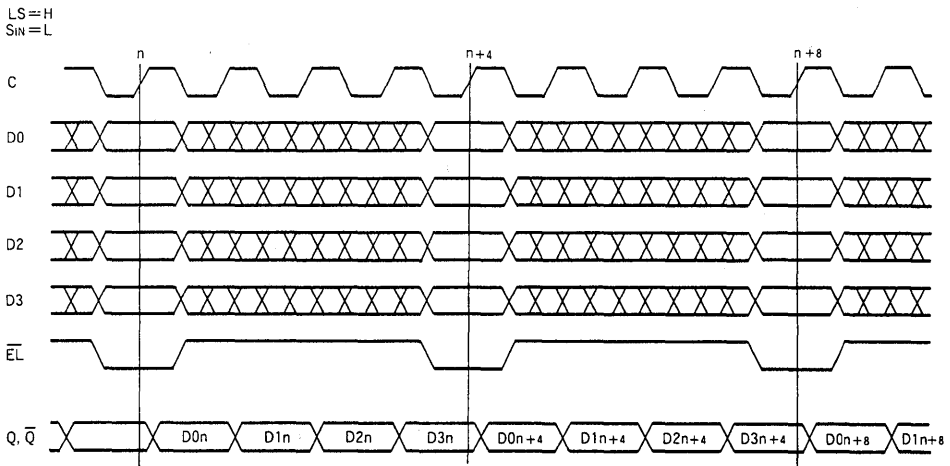 LS=H
SIN=L
n n+4 n+8
C
D0
D1
D2
D3
E̅L̅
Q, Q̅ D0n D1n D2n D3n D0n+4 D1n+4 D2n+4 D3n+4 D0n+8 D1n+8